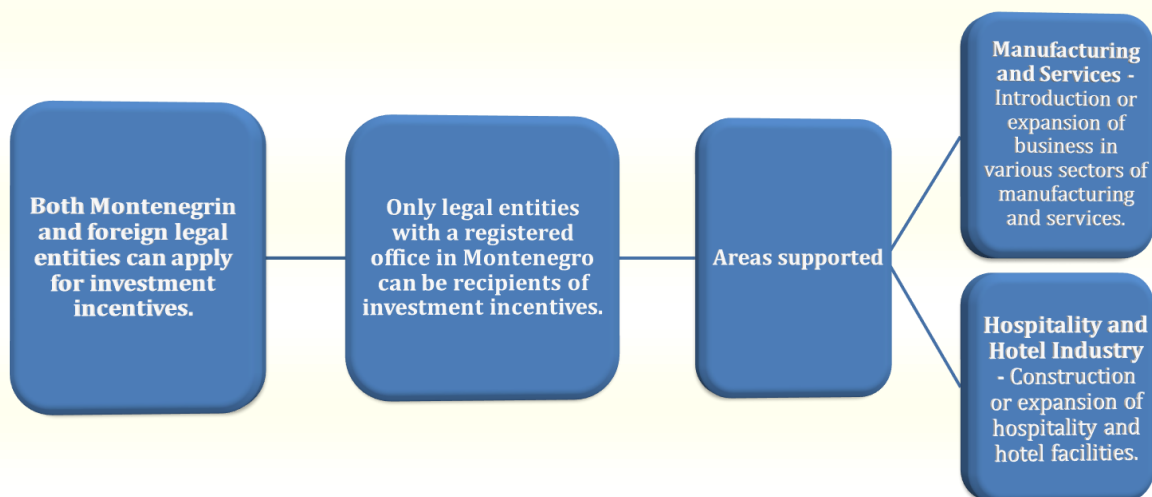 Both Montenegrin
and foreign legal
entities can apply
for investment
incentives.
Only legal entities
with a registered
office in Montenegro
can be recipients of
investment incentives.
Areas supported
Manufacturing
and Services -
Introduction or
expansion of
business in
various sectors of
manufacturing
and services.
Hospitality and
Hotel Industry
- Construction
or expansion of
hospitality and
hotel facilities.